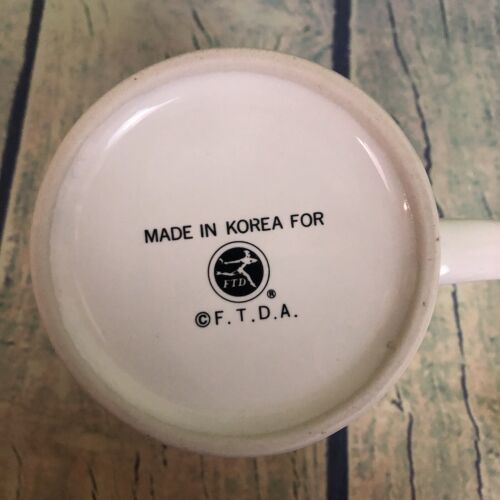 MADE IN KOREA FOR
FTD
®
© F. T. D. A.